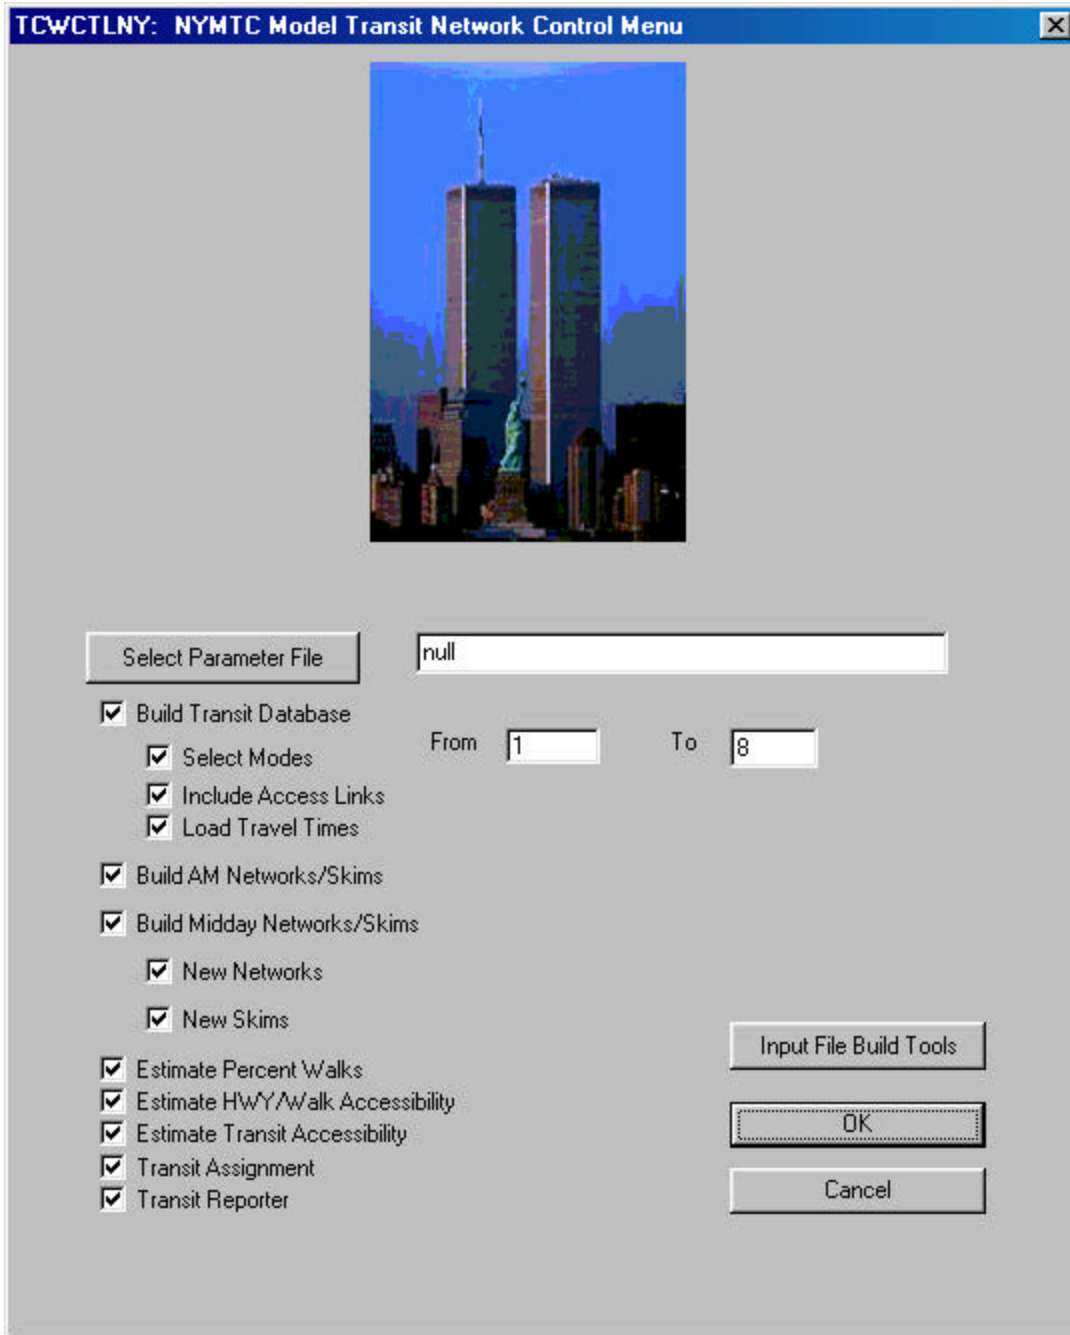 TCWCTLNY: NYMTC Model Transit Network Control Menu
Select Parameter File
null
Build Transit Database
From 1 To 8
Select Modes
Include Access Links
Load Travel Times
Build AM Networks/Skims
Build Midday Networks/Skims
New Networks
New Skims
Input File Build Tools
Estimate Percent Walks
Estimate HWY/Walk Accessibility
OK
Estimate Transit Accessibility
Transit Assignment
Cancel
Transit Reporter